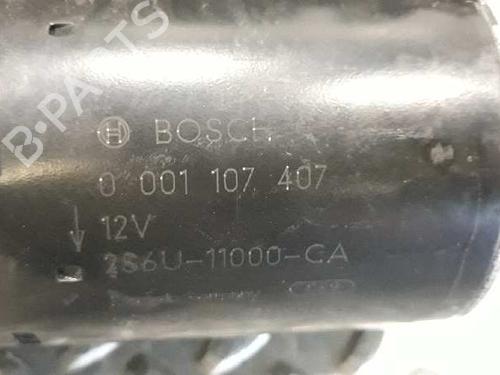 B-PARTS
BOSCH
0 001 107 407
12V
2S6U-11000-CA